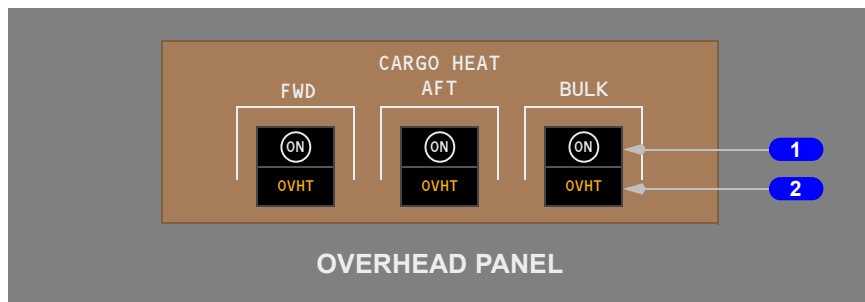 CARGO HEAT
FWD AFT BULK
ON ON ON 1
OVHT OVHT OVHT 2
OVERHEAD PANEL